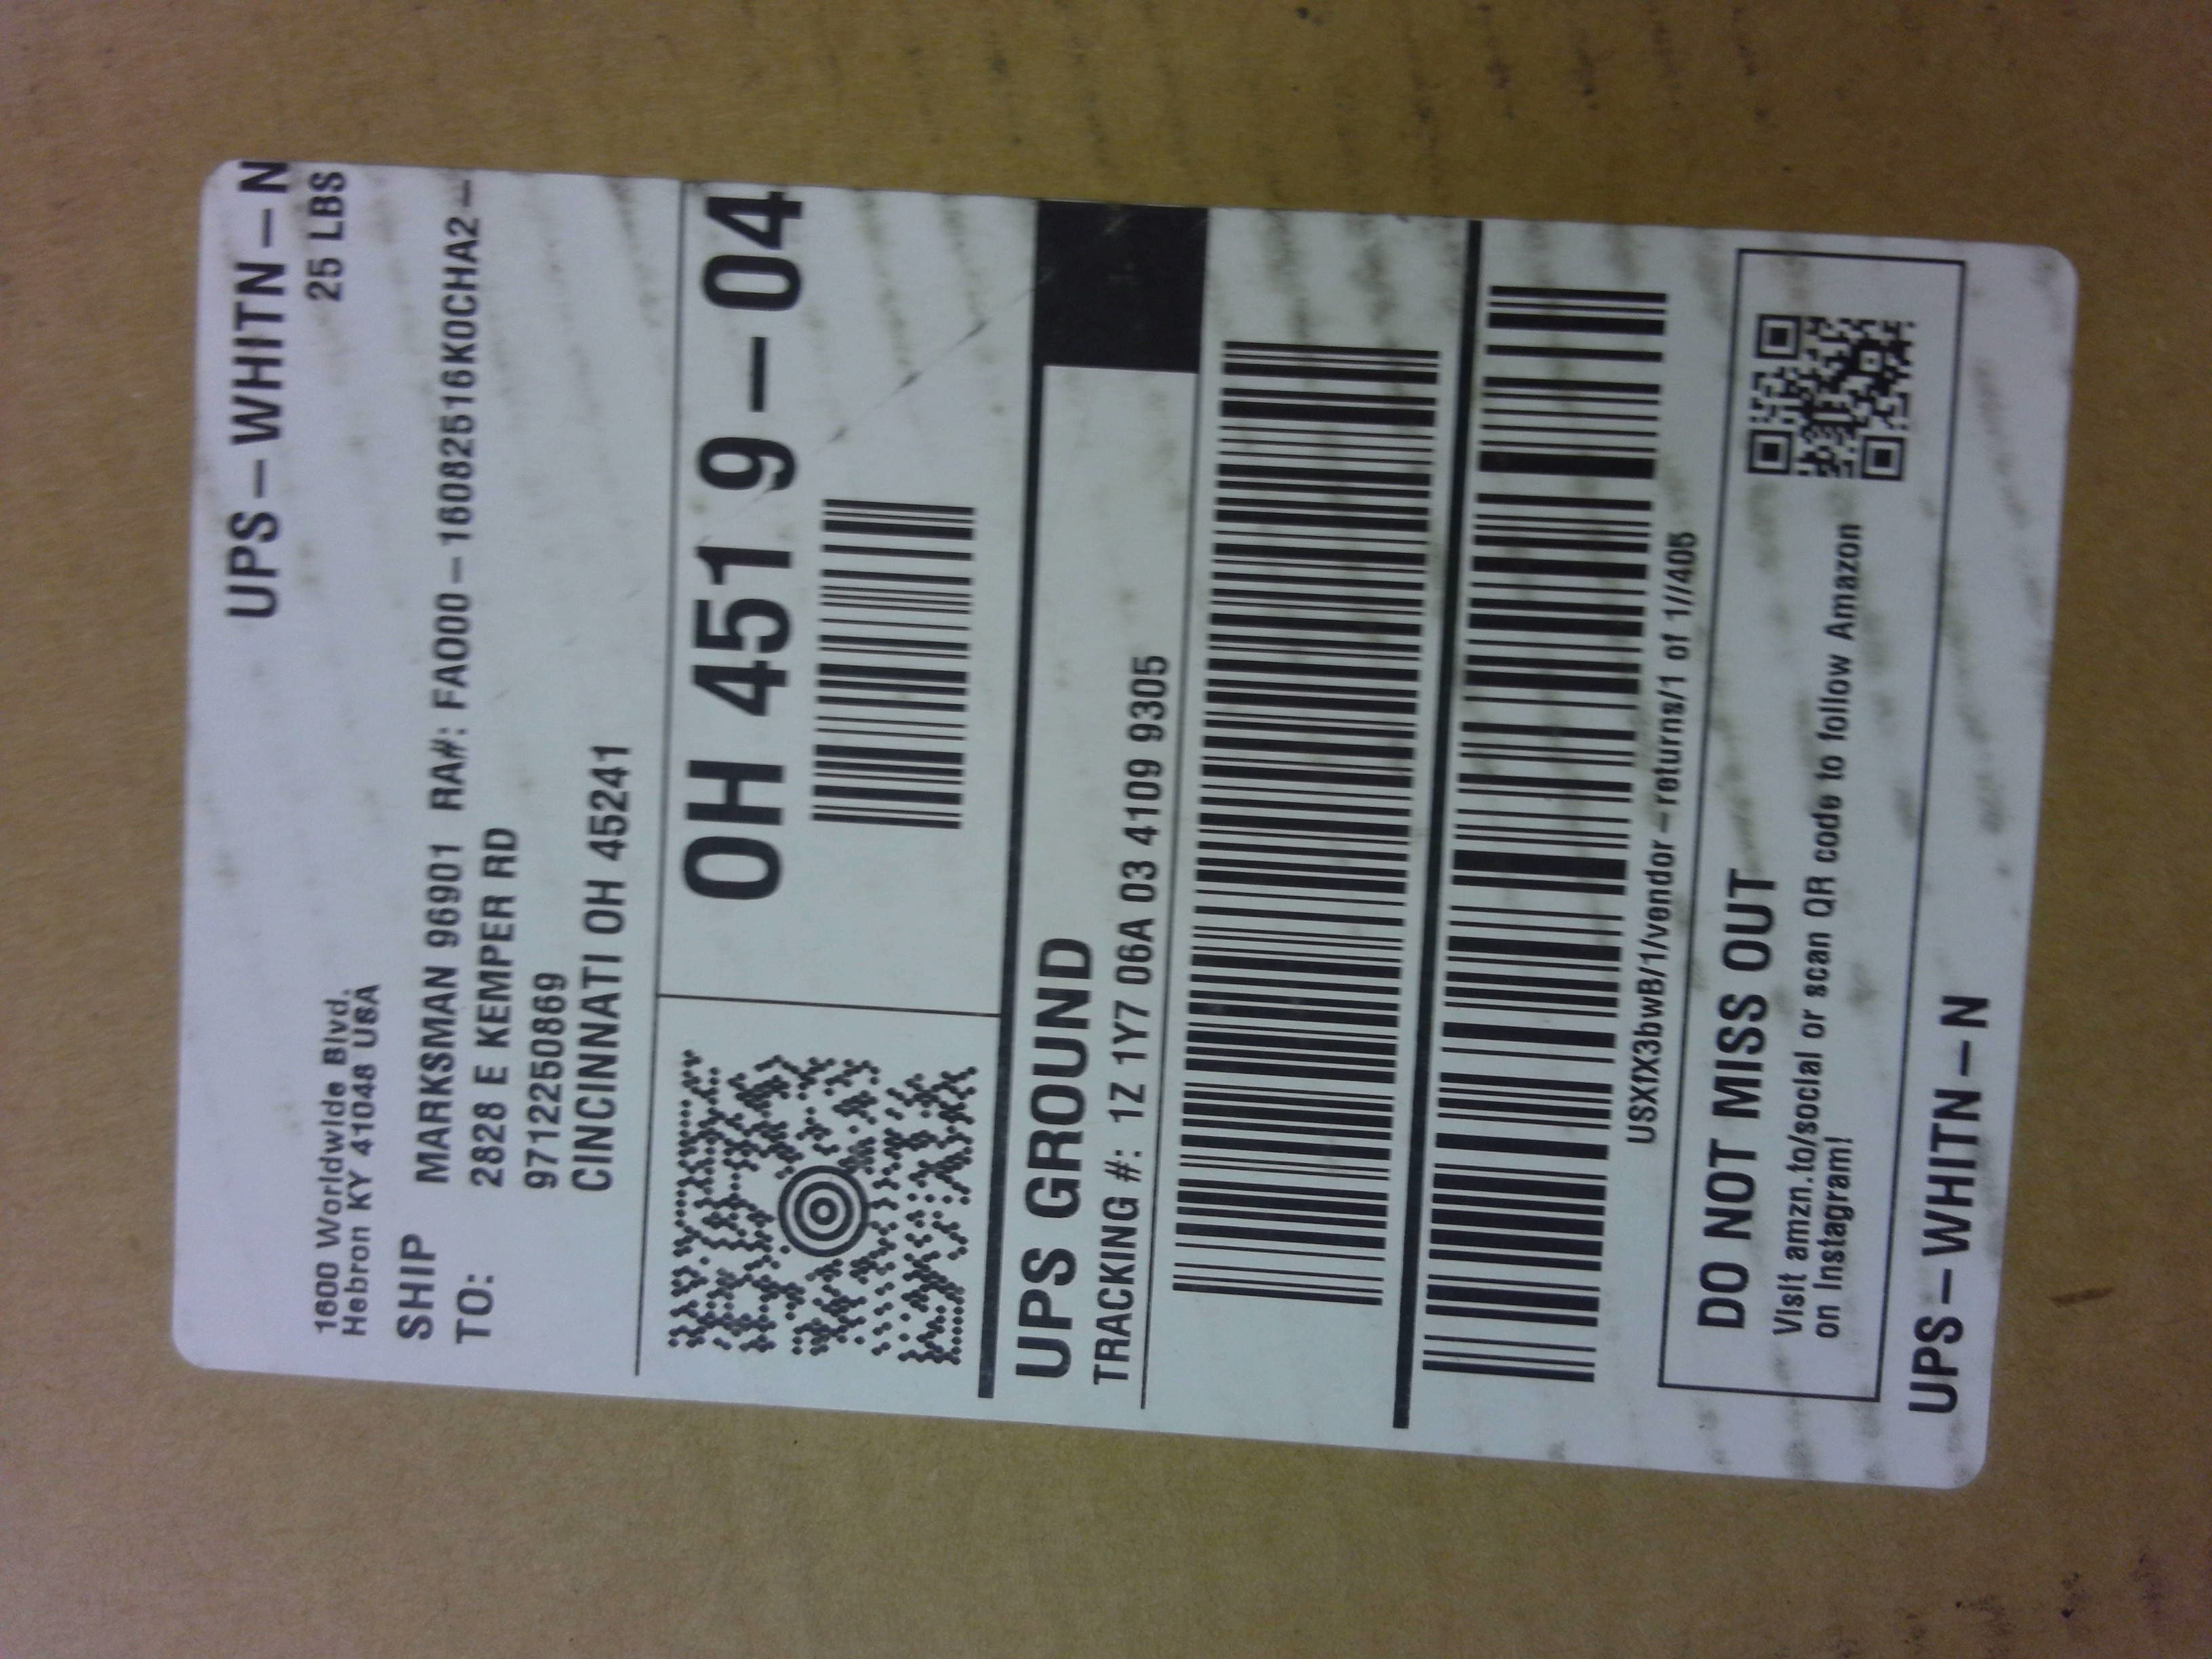 UPS-WHITN-N
25 LBS
1600 Worldwide Blvd.
Hebron KY 41048 USA
SHIP
TO:
MARKSMAN 96901 RA#: FA000-16082516K0CHA2-
2828 E KEMPER RD
9712250869
CINCINNATI OH 45241
OH 451 9-04
UPS GROUND
TRACKING #: 1Z 1Y7 06A 03 4109 9305
USXfX3bwB/1/vendor-returns/1 of 1//405
DO NOT MISS OUT
Visit amzn.to/social or scan QR code to follow Amazon
on Instagram!
UPS-WHITN-N